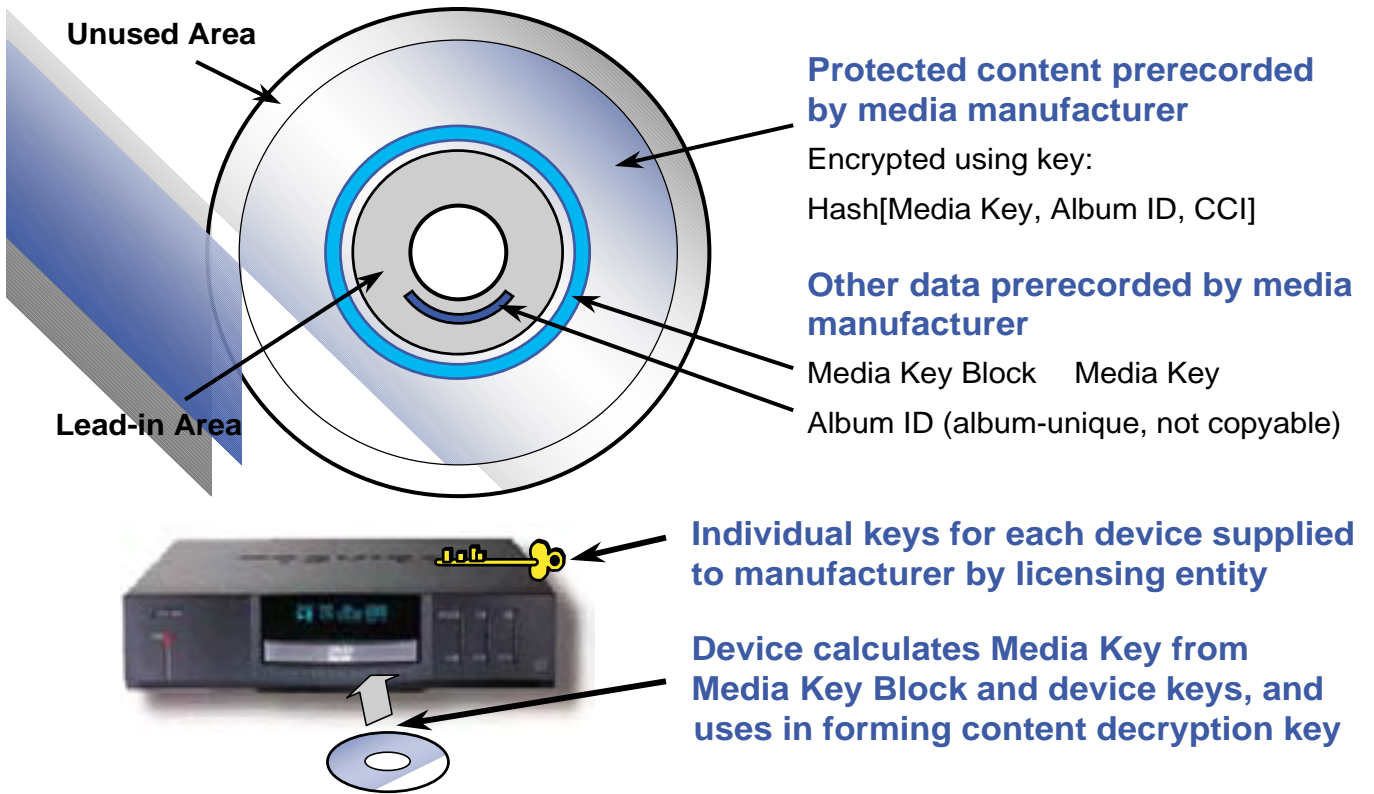 Unused Area
Protected content prerecorded
by media manufacturer
Encrypted using key:
Hash[Media Key, Album ID, CCI]
Other data prerecorded by media
manufacturer
Media Key Block Media Key
Album ID (album-unique, not copyable)
Lead-in Area
Individual keys for each device supplied
to manufacturer by licensing entity
Device calculates Media Key from
Media Key Block and device keys, and
uses in forming content decryption key